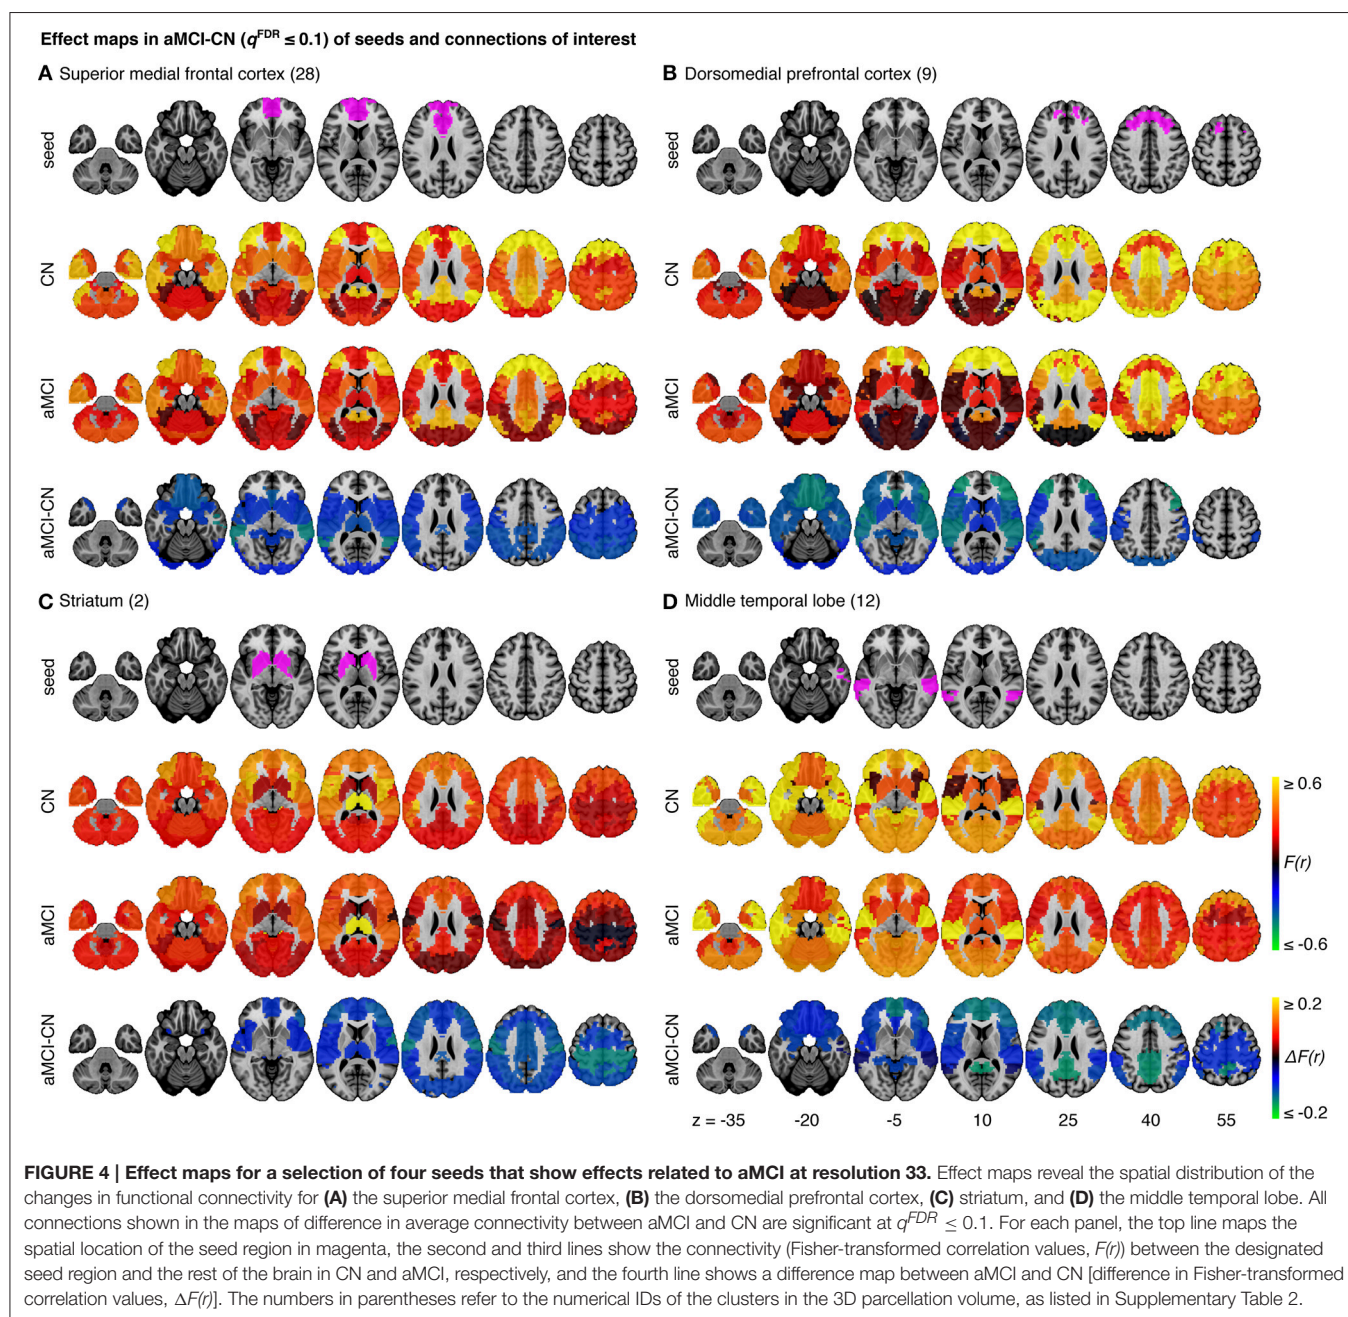 Effect maps in aMCI-CN (q^FDR ≤ 0.1) of seeds and connections of interest
A Superior medial frontal cortex (28)
seed
CN
aMCI
aMCI-CN
B Dorsomedial prefrontal cortex (9)
seed
CN
aMCI
aMCI-CN
C Striatum (2)
seed
CN
aMCI
aMCI-CN
D Middle temporal lobe (12)
seed
CN
aMCI
aMCI-CN
≥ 0.6
F(r)
≤ -0.6
≥ 0.2
ΔF(r)
≤ -0.2
z = -35 -20 -5 10 25 40 55
FIGURE 4 | Effect maps for a selection of four seeds that show effects related to aMCI at resolution 33. Effect maps reveal the spatial distribution of the
changes in functional connectivity for (A) the superior medial frontal cortex, (B) the dorsomedial prefrontal cortex, (C) striatum, and (D) the middle temporal lobe. All
connections shown in the maps of difference in average connectivity between aMCI and CN are significant at q^FDR ≤ 0.1. For each panel, the top line maps the
spatial location of the seed region in magenta, the second and third lines show the connectivity (Fisher-transformed correlation values, F(r)) between the designated
seed region and the rest of the brain in CN and aMCI, respectively, and the fourth line shows a difference map between aMCI and CN [difference in Fisher-transformed
correlation values, ΔF(r)]. The numbers in parentheses refer to the numerical IDs of the clusters in the 3D parcellation volume, as listed in Supplementary Table 2.